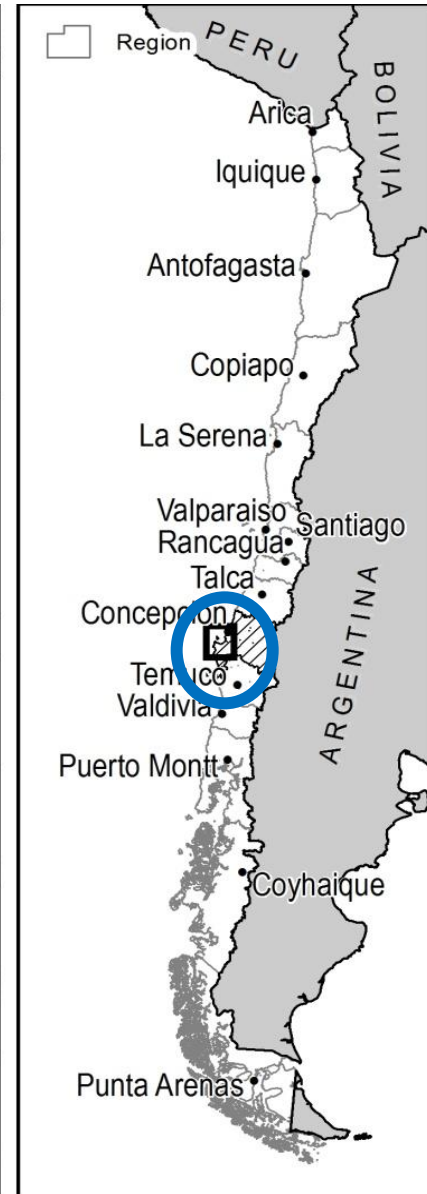 Region
PERU
BOLIVIA
Arica
Iquique
Antofagasta
Copiapo
La Serena
Valparaiso
Santiago
Rancagua
Talca
Concepcion
ARGENTINA
Temuco
Valdivia
Puerto Montt
Coyhaique
Punta Arenas